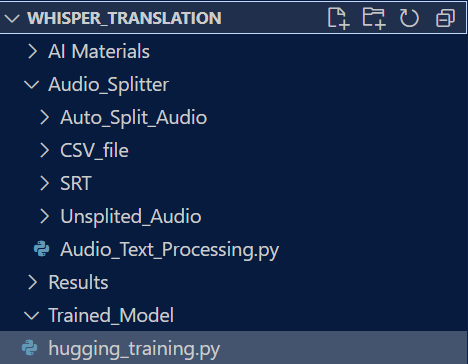 WHISPER_TRANSLATION
AI Materials
Audio_Splitter
Auto_Split_Audio
CSV_file
SRT
Unsplited_Audio
Audio_Text_Processing.py
Results
Trained_Model
hugging_training.py